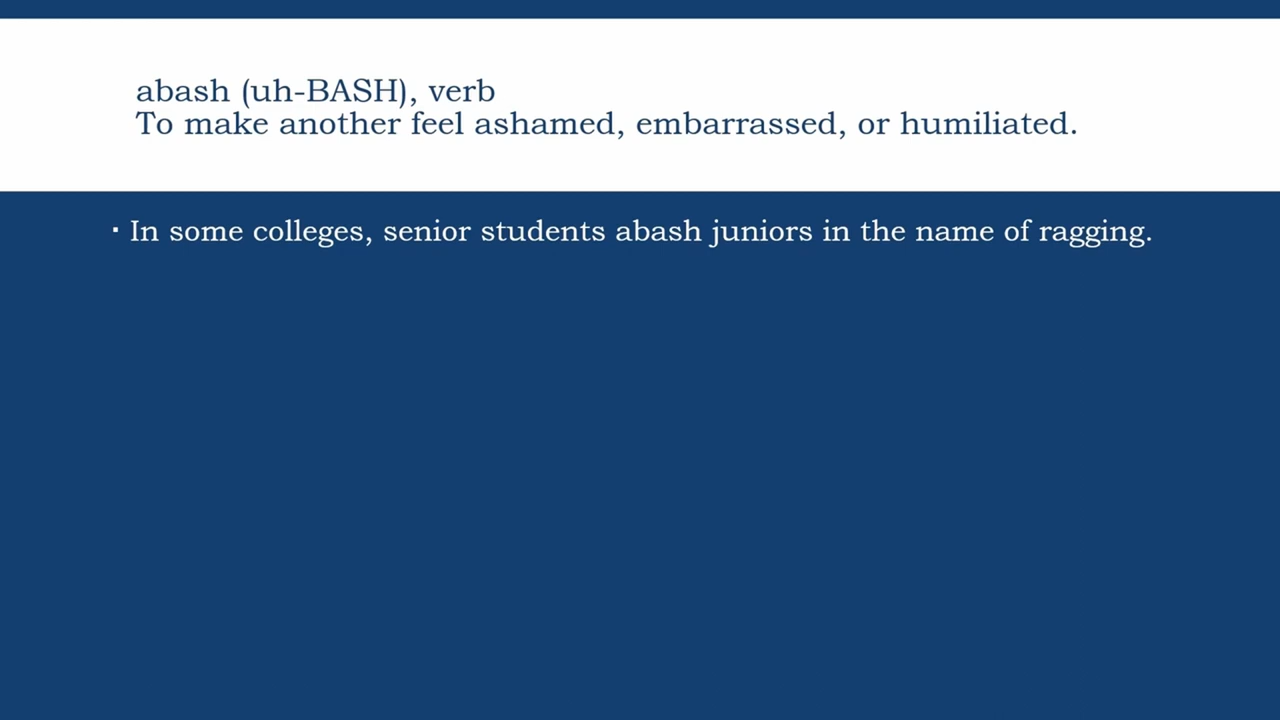 abash (uh-BASH), verb
To make another feel ashamed, embarrassed, or humiliated.
▪ In some colleges, senior students abash juniors in the name of ragging.